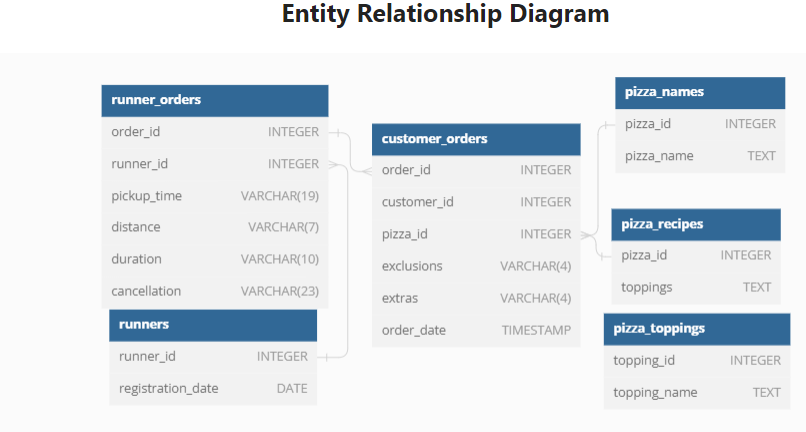 Entity Relationship Diagram
runner_orders
order_id INTEGER
runner_id INTEGER
pickup_time VARCHAR(19)
distance VARCHAR(7)
duration VARCHAR(10)
cancellation VARCHAR(23)
runners
runner_id INTEGER
registration_date DATE
customer_orders
order_id INTEGER
customer_id INTEGER
pizza_id INTEGER
exclusions VARCHAR(4)
extras VARCHAR(4)
order_date TIMESTAMP
pizza_names
pizza_id INTEGER
pizza_name TEXT
pizza_recipes
pizza_id INTEGER
toppings TEXT
pizza_toppings
topping_id INTEGER
topping_name TEXT